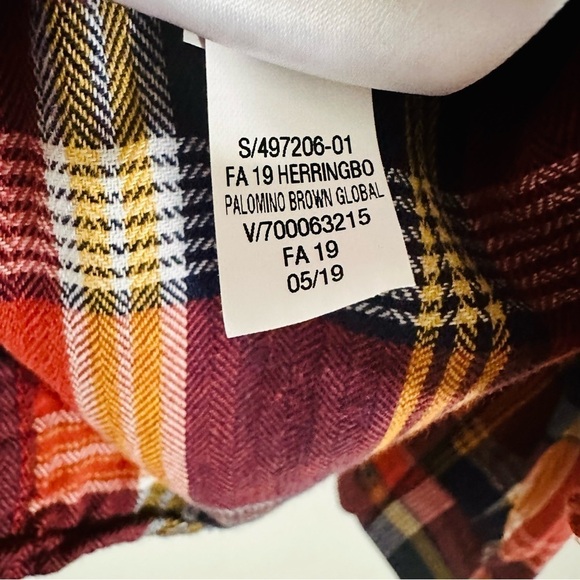 S/497206-01
FA 19 HERRINGBO
PALOMINO BROWN GLOBAL
V/700063215
FA 19
05/19